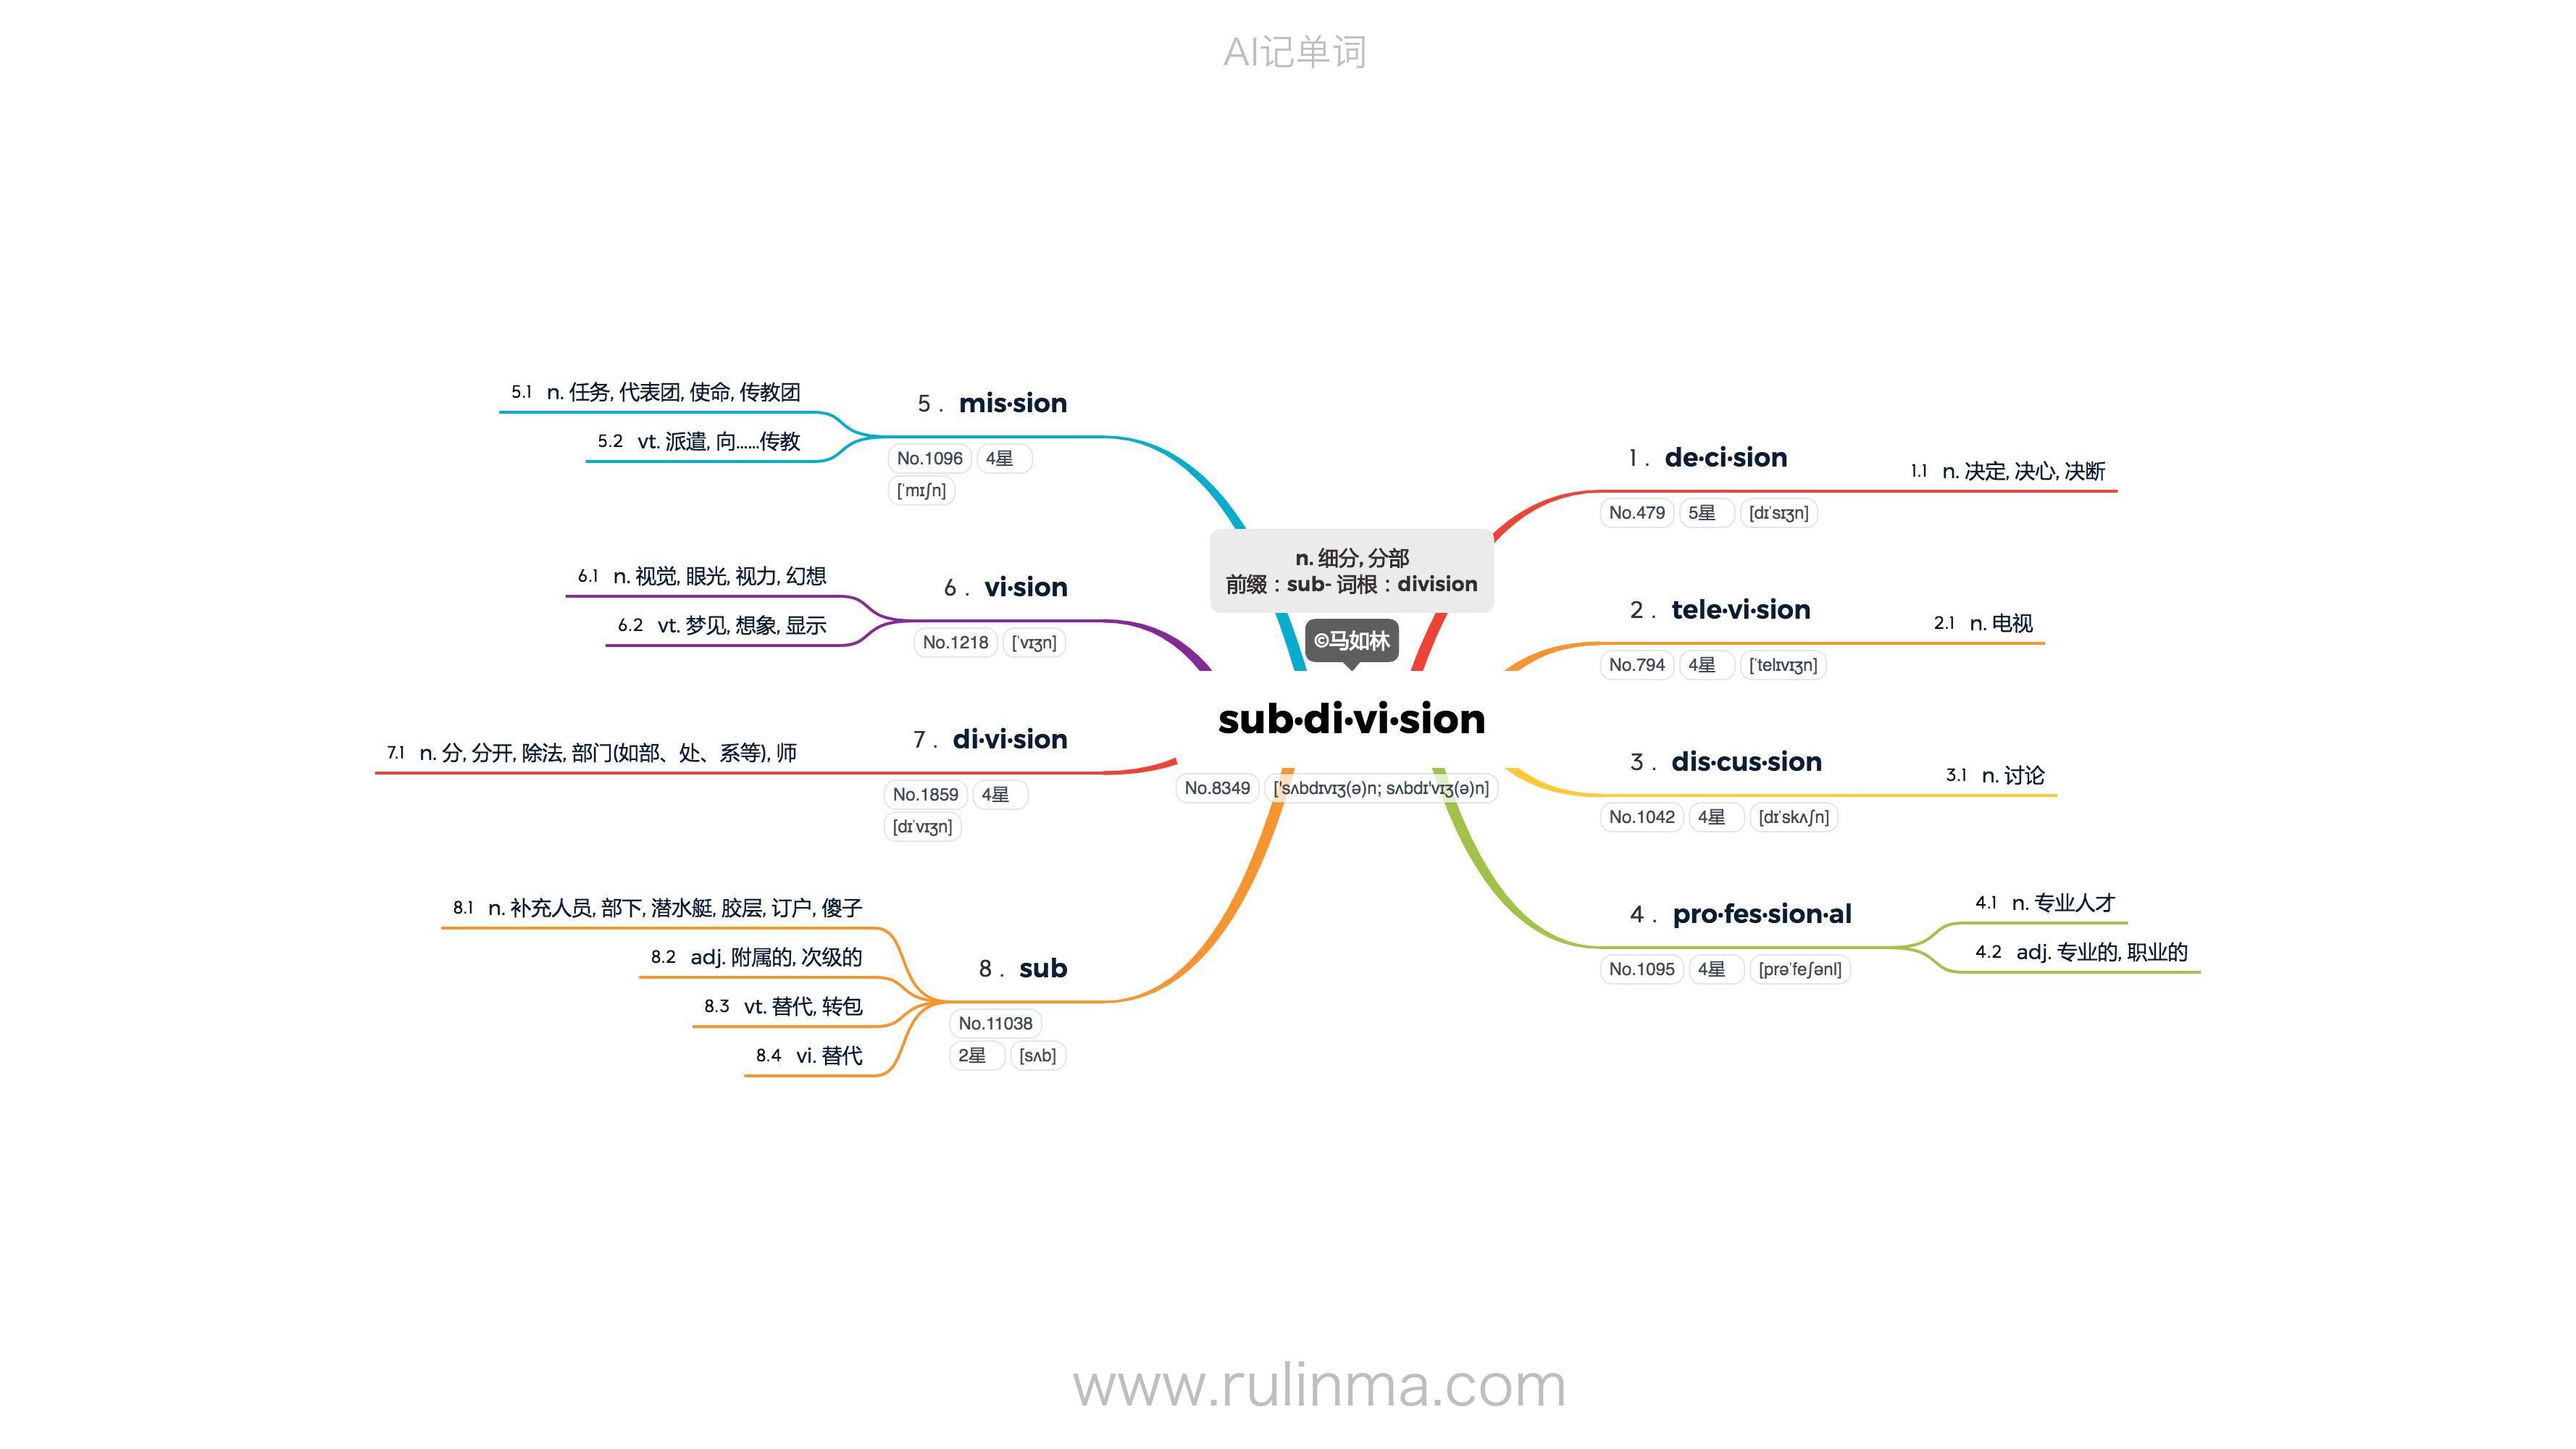 AI记单词
n. 细分, 分部
前缀：sub- 词根：division
©马如林
sub·di·vi·sion
No.8349 ['sʌbdɪvɪʒ(ə)n; sʌbdɪ'vɪʒ(ə)n]
1 . de·ci·sion
No.479 5星 [dɪˈsɪʒn]
1.1 n. 决定, 决心, 决断
2 . tele·vi·sion
No.794 4星 [ˈtelɪvɪʒn]
2.1 n. 电视
3 . dis·cus·sion
No.1042 4星 [dɪˈskʌʃn]
3.1 n. 讨论
4 . pro·fes·sion·al
No.1095 4星 [prəˈfeʃənl]
4.1 n. 专业人才
4.2 adj. 专业的, 职业的
5 . mis·sion
No.1096 4星
[ˈmɪʃn]
5.1 n. 任务, 代表团, 使命, 传教团
5.2 vt. 派遣, 向......传教
6 . vi·sion
No.1218 [ˈvɪʒn]
6.1 n. 视觉, 眼光, 视力, 幻想
6.2 vt. 梦见, 想象, 显示
7 . di·vi·sion
No.1859 4星
[dɪˈvɪʒn]
7.1 n. 分, 分开, 除法, 部门(如部、处、系等), 师
8 . sub
No.11038
2星 [sʌb]
8.1 n. 补充人员, 部下, 潜水艇, 胶层, 订户, 傻子
8.2 adj. 附属的, 次级的
8.3 vt. 替代, 转包
8.4 vi. 替代
www.rulinma.com